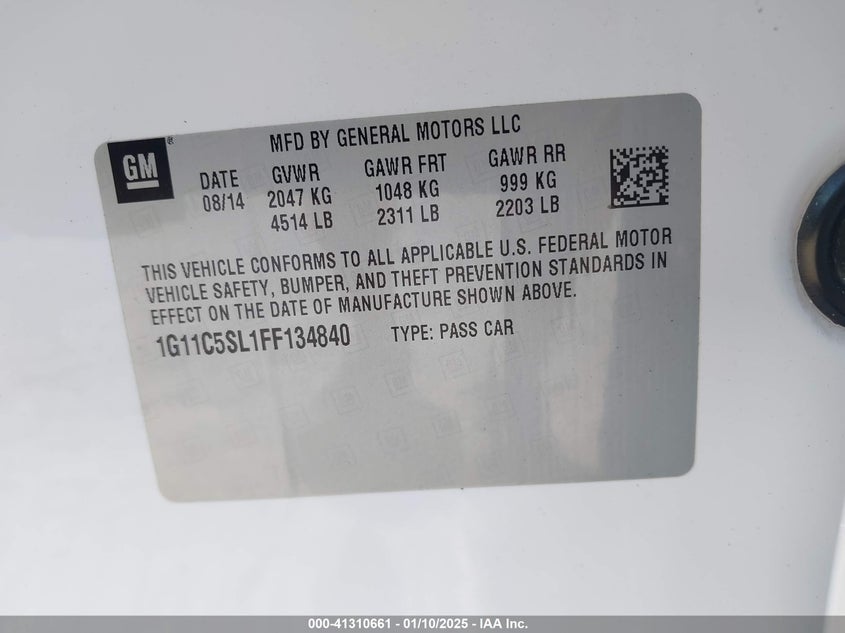 GM
MFD BY GENERAL MOTORS LLC
DATE GVWR GAWR FRT GAWR RR
08/14 2047 KG 1048 KG 999 KG
4514 LB 2311 LB 2203 LB
THIS VEHICLE CONFORMS TO ALL APPLICABLE U.S. FEDERAL MOTOR
VEHICLE SAFETY, BUMPER, AND THEFT PREVENTION STANDARDS IN
EFFECT ON THE DATE OF MANUFACTURE SHOWN ABOVE.
1G11C5SL1FF134840 TYPE: PASS CAR
000-41310661 - 01/10/2025 - IAA Inc.